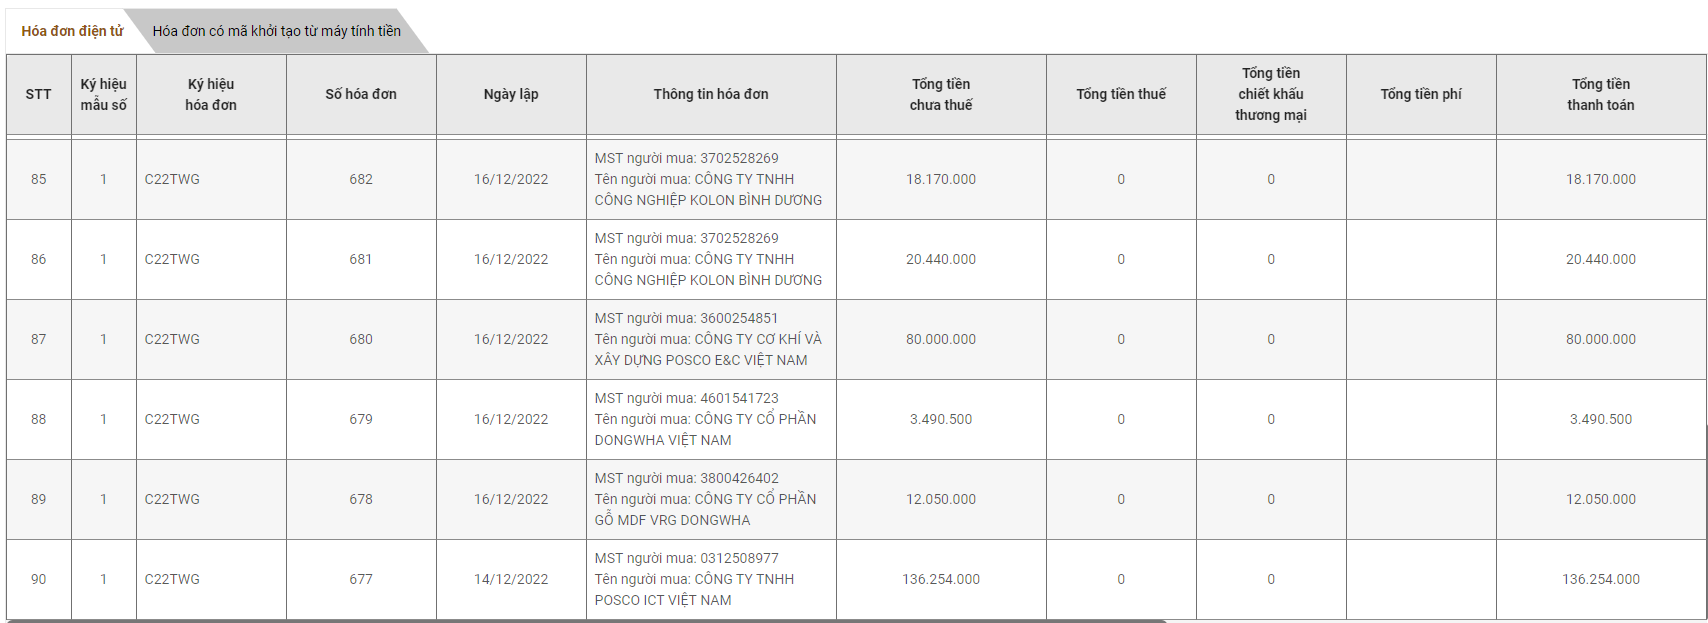 Hóa đơn điện tử
Hóa đơn có mã khởi tạo từ máy tính tiền
STT
Ký hiệu
mẫu số
Ký hiệu
hóa đơn
Số hóa đơn
Ngày lập
Thông tin hóa đơn
Tổng tiền
chưa thuế
Tổng tiền thuế
Tổng tiền
chiết khấu
thương mại
Tổng tiền phí
Tổng tiền
thanh toán
85
1
C22TWG
682
16/12/2022
MST người mua: 3702528269
Tên người mua: CÔNG TY TNHH
CÔNG NGHIỆP KOLON BÌNH DƯƠNG
18.170.000
0
0
18.170.000
86
1
C22TWG
681
16/12/2022
MST người mua: 3702528269
Tên người mua: CÔNG TY TNHH
CÔNG NGHIỆP KOLON BÌNH DƯƠNG
20.440.000
0
0
20.440.000
87
1
C22TWG
680
16/12/2022
MST người mua: 3600254851
Tên người mua: CÔNG TY CƠ KHÍ VÀ
XÂY DỰNG POSCO E&C VIỆT NAM
80.000.000
0
0
80.000.000
88
1
C22TWG
679
16/12/2022
MST người mua: 4601541723
Tên người mua: CÔNG TY CỔ PHẦN
DONGWHA VIỆT NAM
3.490.500
0
0
3.490.500
89
1
C22TWG
678
16/12/2022
MST người mua: 3800426402
Tên người mua: CÔNG TY CỔ PHẦN
GỖ MDF VRG DONGWHA
12.050.000
0
0
12.050.000
90
1
C22TWG
677
14/12/2022
MST người mua: 0312508977
Tên người mua: CÔNG TY TNHH
POSCO ICT VIỆT NAM
136.254.000
0
0
136.254.000